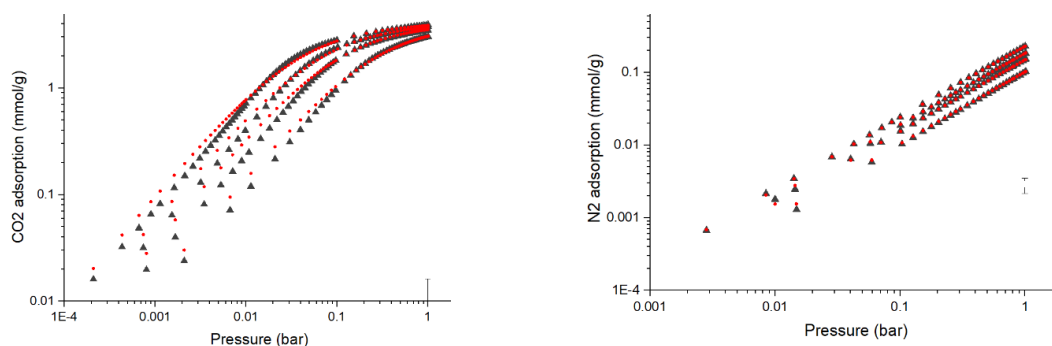 CO2 adsorption (mmol/g)
1
0.1
0.01
1E-4
0.001
0.01
0.1
1
Pressure (bar)
N2 adsorption (mmol/g)
0.1
0.01
0.001
1E-4
0.001
0.01
0.1
1
Pressure (bar)